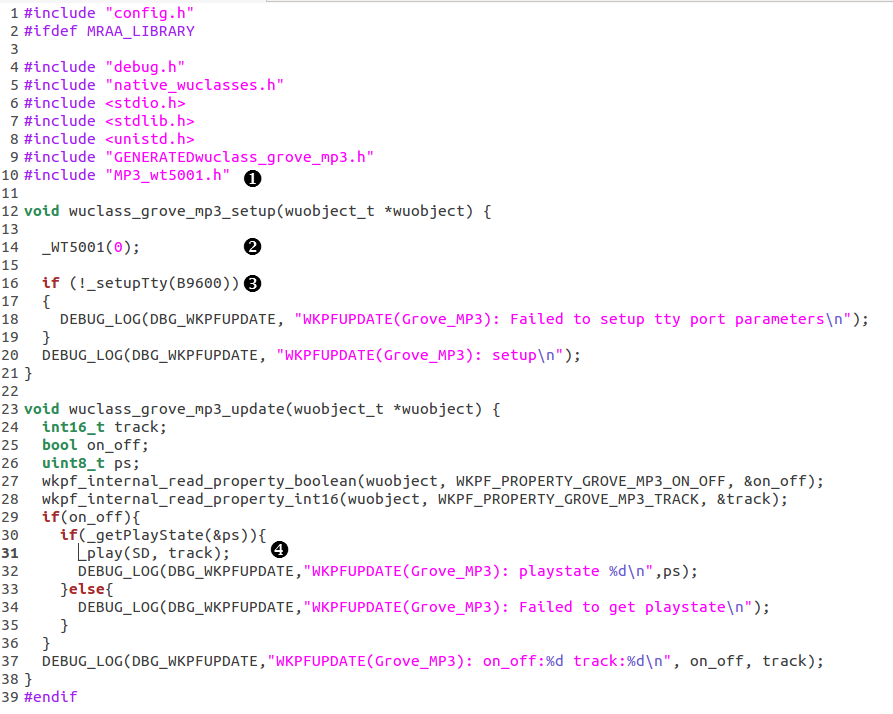 1 #include "config.h"
2 #ifdef MRAA_LIBRARY
3
4 #include "debug.h"
5 #include "native_wuclasses.h"
6 #include <stdio.h>
7 #include <stdlib.h>
8 #include <unistd.h>
9 #include "GENERATEDwuclass_grove_mp3.h"
10 #include "MP3_wt5001.h" ❶
11
12 void wuclass_grove_mp3_setup(wuobject_t *wuobject) {
13
14   _WT5001(0); ❷
15
16   if (!_setupTty(B9600)) ❸
17   {
18     DEBUG_LOG(DBG_WKPFUPDATE, "WKPFUPDATE(Grove_MP3): Failed to setup tty port parameters\n");
19   }
20   DEBUG_LOG(DBG_WKPFUPDATE, "WKPFUPDATE(Grove_MP3): setup\n");
21 }
22
23 void wuclass_grove_mp3_update(wuobject_t *wuobject) {
24   int16_t track;
25   bool on_off;
26   uint8_t ps;
27   wkpf_internal_read_property_boolean(wuobject, WKPF_PROPERTY_GROVE_MP3_ON_OFF, &on_off);
28   wkpf_internal_read_property_int16(wuobject, WKPF_PROPERTY_GROVE_MP3_TRACK, &track);
29   if(on_off){
30     if(_getPlayState(&ps)){
31       _play(SD, track); ❹
32       DEBUG_LOG(DBG_WKPFUPDATE,"WKPFUPDATE(Grove_MP3): playstate %d\n",ps);
33     }else{
34       DEBUG_LOG(DBG_WKPFUPDATE,"WKPFUPDATE(Grove_MP3): Failed to get playstate\n");
35     }
36   }
37   DEBUG_LOG(DBG_WKPFUPDATE,"WKPFUPDATE(Grove_MP3): on_off:%d track:%d\n", on_off, track);
38 }
39 #endif